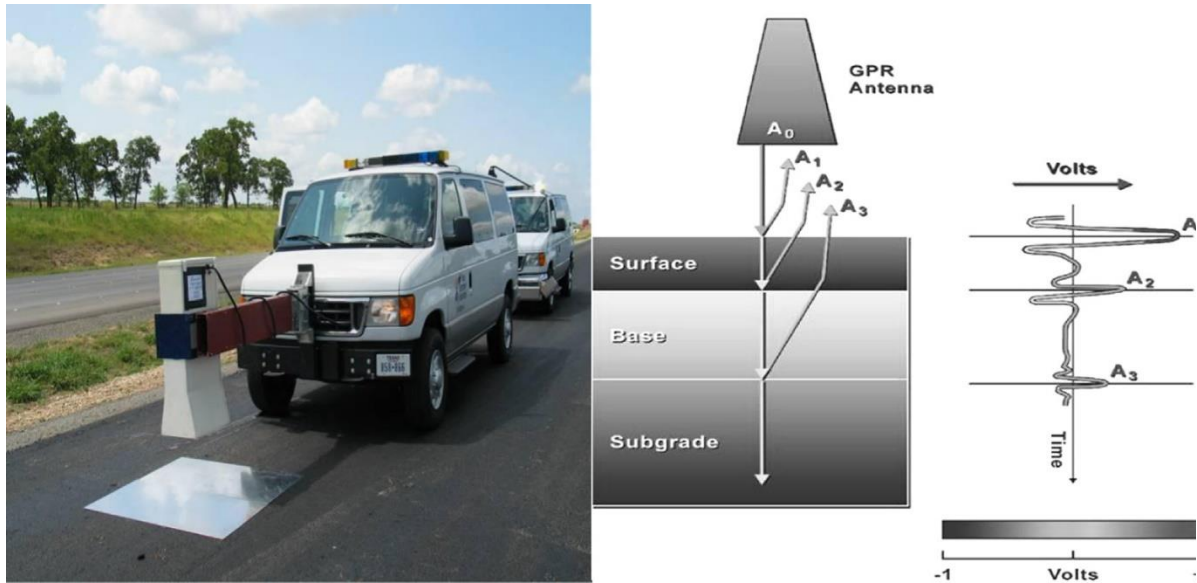 GPR
Antenna
A0
A1
A2
A3
Surface
Base
Subgrade
Volts
A
A2
A3
Time
-1
Volts